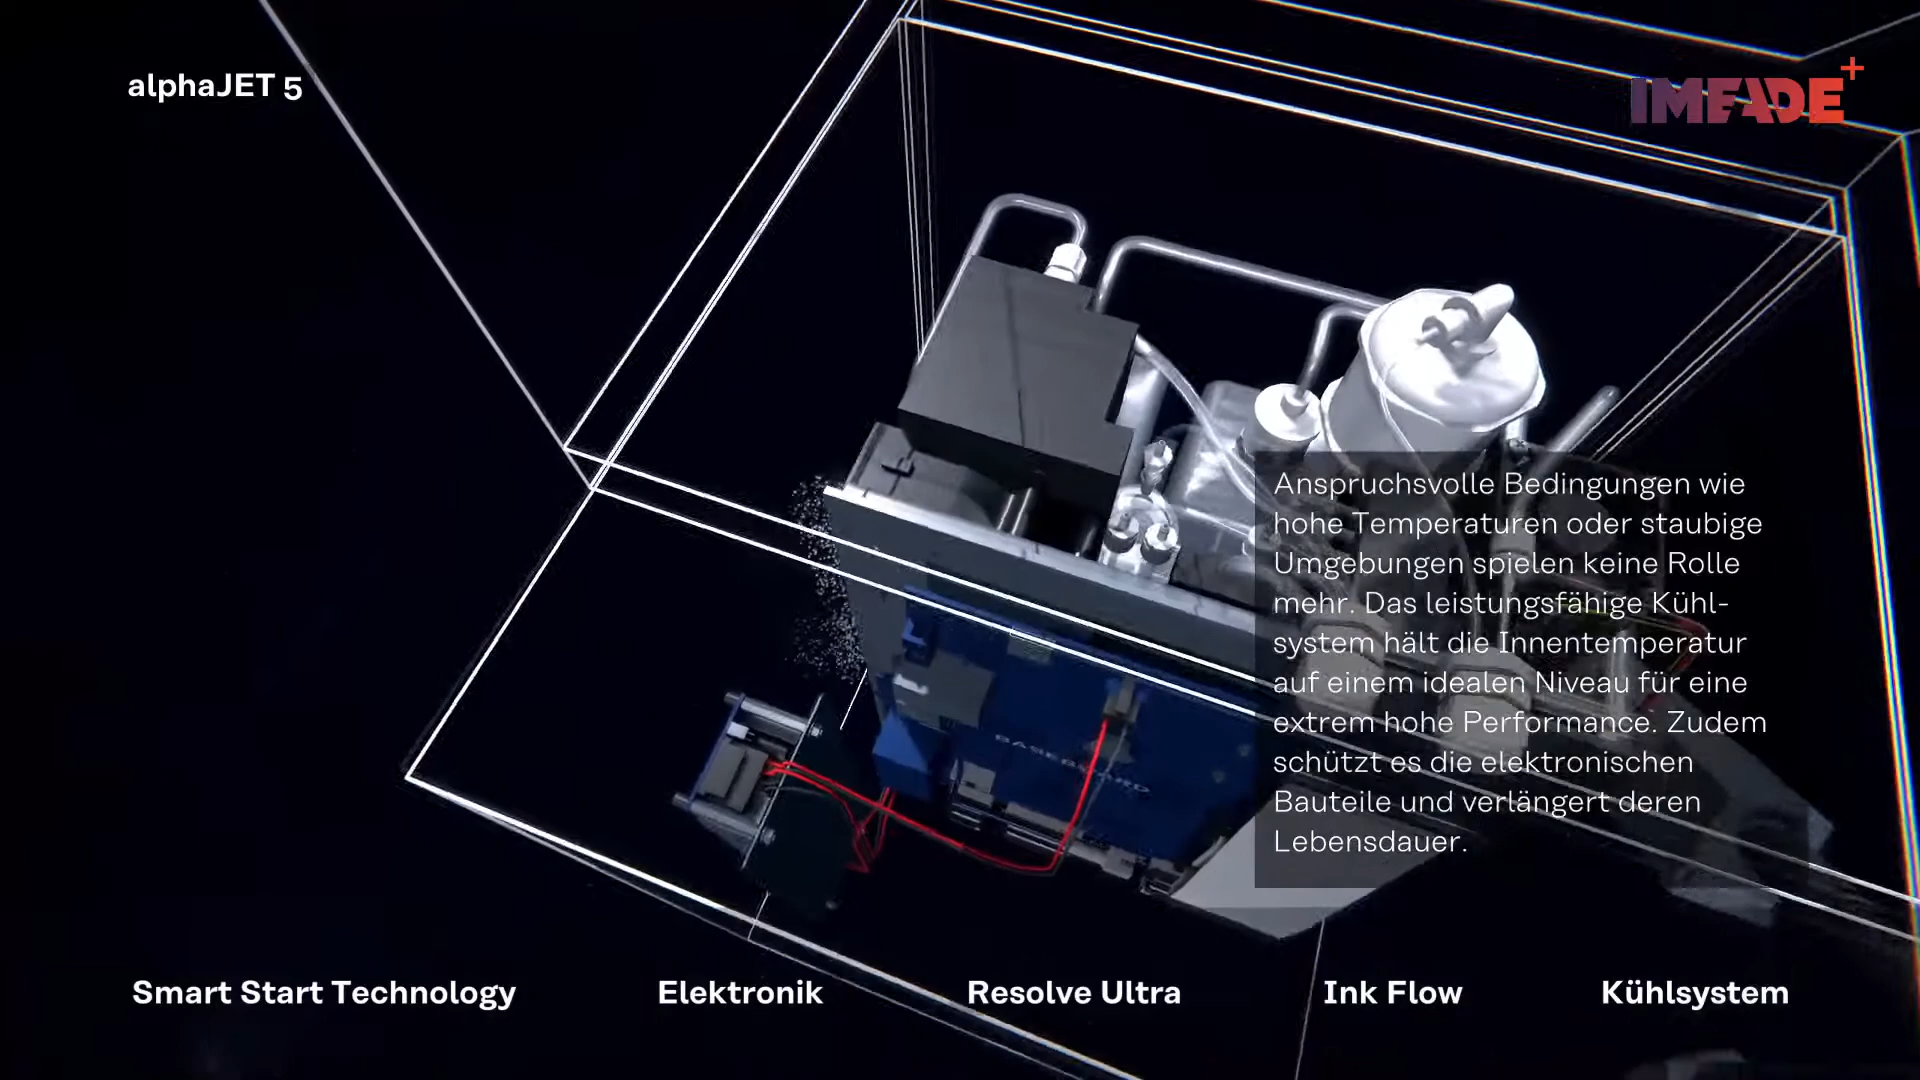 alphaJET 5
IMFADE+
Anspruchsvolle Bedingungen wie
hohe Temperaturen oder staubige
Umgebungen spielen keine Rolle
mehr. Das leistungsfähige Kühl-
system hält die Innentemperatur
auf einem idealen Niveau für eine
extrem hohe Performance. Zudem
schützt es die elektronischen
Bauteile und verlängert deren
Lebensdauer.
Smart Start Technology
Elektronik
Resolve Ultra
Ink Flow
Kühlsystem